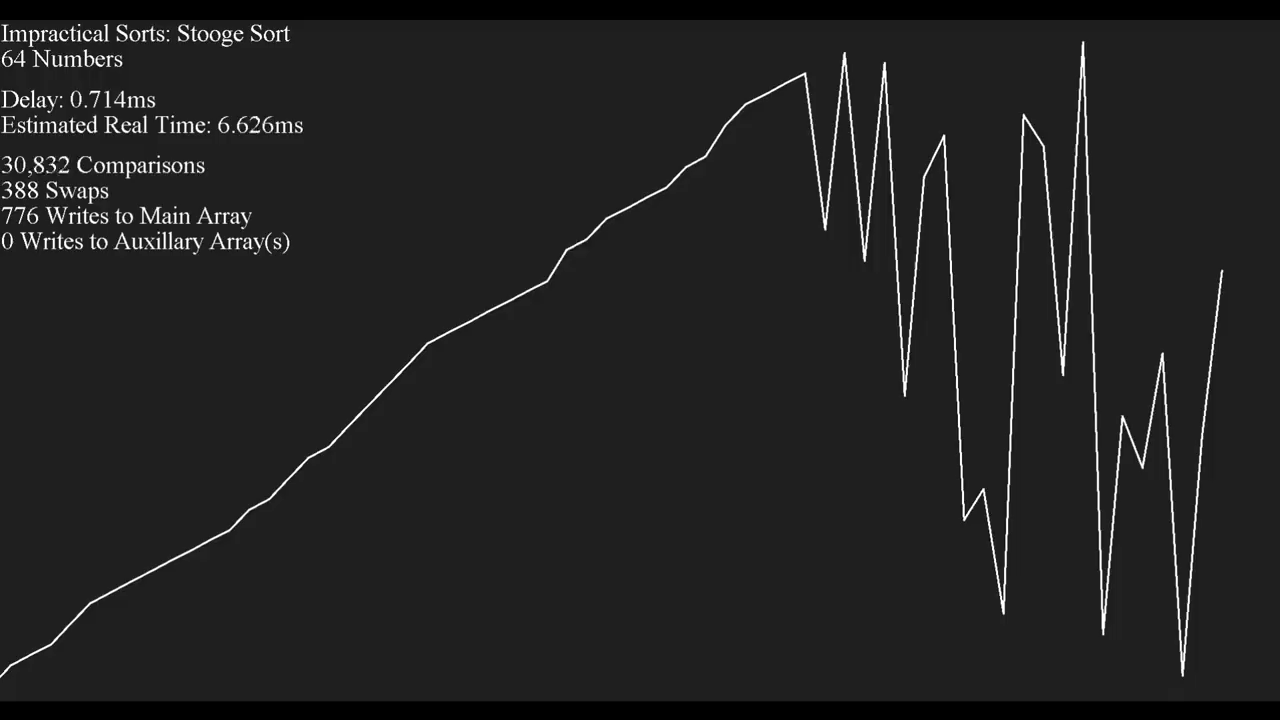 Impractical Sorts: Stooge Sort
64 Numbers
Delay: 0.714ms
Estimated Real Time: 6.626ms
30,832 Comparisons
388 Swaps
776 Writes to Main Array
0 Writes to Auxillary Array(s)